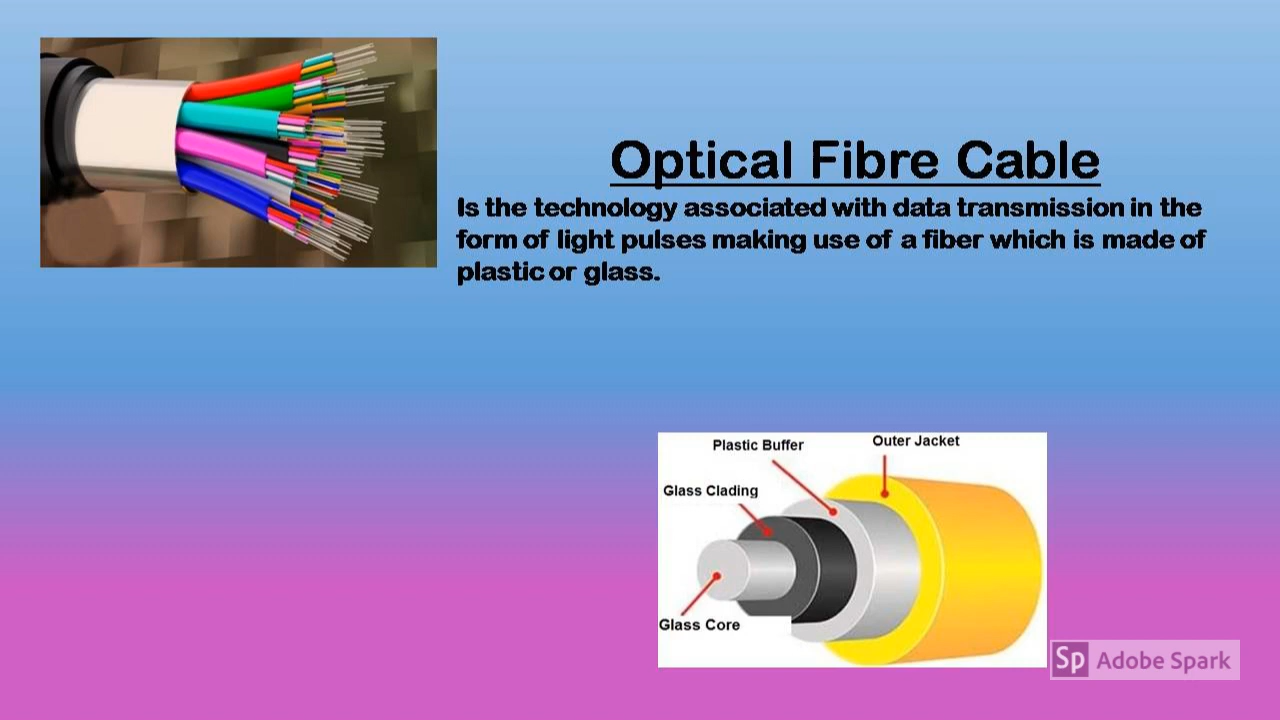 Optical Fibre Cable
Is the technology associated with data transmission in the
form of light pulses making use of a fiber which is made of
plastic or glass.
Plastic Buffer
Outer Jacket
Glass Clading
Glass Core
Sp Adobe Spark